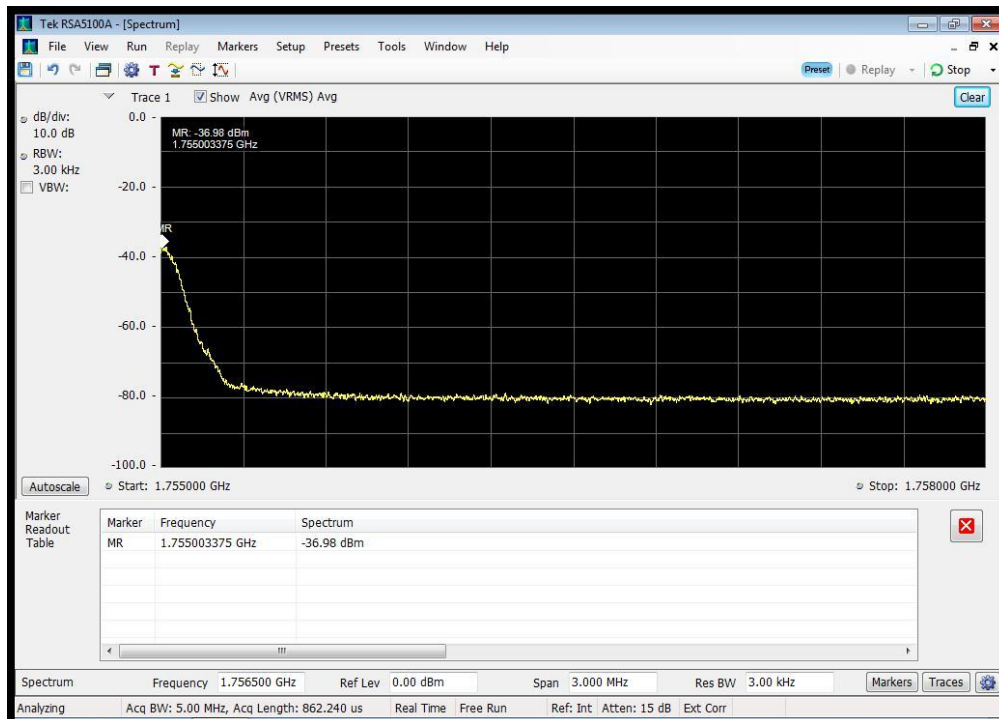 Tek RSA5100A - [Spectrum]
File View Run Replay Markers Setup Presets Tools Window Help
T Preset Replay Stop
Trace 1 Show Avg (VRMS) Avg Clear
dB/div:
10.0 dB
RBW:
3.00 kHz
VBW:
0.0
-20.0
-40.0
-60.0
-80.0
-100.0
MR: -36.98 dBm
1.755003375 GHz
MR
Autoscale Start: 1.755000 GHz Stop: 1.758000 GHz
Marker
Readout
Table
Marker Frequency Spectrum
MR 1.755003375 GHz -36.98 dBm
Spectrum Frequency 1.756500 GHz Ref Lev 0.00 dBm Span 3.000 MHz Res BW 3.00 kHz Markers Traces
Analyzing Acq BW: 5.00 MHz, Acq Length: 862.240 us Real Time Free Run Ref: Int Atten: 15 dB Ext Corr